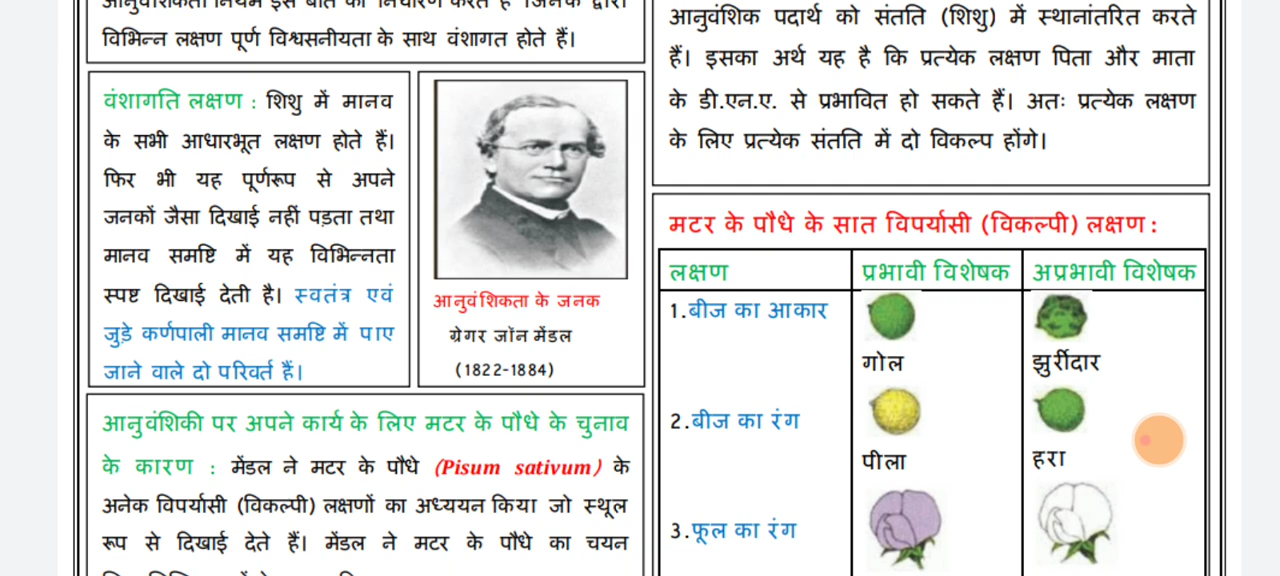 विभिन्न लक्षण पूर्ण विश्वसनीयता के साथ वंशागत होते हैं।
वंशागति लक्षण : शिशु में मानव
के सभी आधारभूत लक्षण होते हैं।
फिर भी यह पूर्णरूप से अपने
जनकों जैसा दिखाई नहीं पड़ता तथा
मानव समष्टि में यह विभिन्नता
स्पष्ट दिखाई देती है। स्वतंत्र एवं
जुड़े कर्णपाली मानव समष्टि में पाए
जाने वाले दो परिवर्त हैं।
आनुवंशिकता के जनक
ग्रेगर जॉन मेंडल
(1822-1884)
आनुवंशिकी पर अपने कार्य के लिए मटर के पौधे के चुनाव
के कारण : मेंडल ने मटर के पौधे (Pisum sativum) के
अनेक विपर्यासी (विकल्पी) लक्षणों का अध्ययन किया जो स्थूल
रूप से दिखाई देते हैं। मेंडल ने मटर के पौधे का चयन
आनुवंशिक पदार्थ को संतति (शिशु) में स्थानांतरित करते
हैं। इसका अर्थ यह है कि प्रत्येक लक्षण पिता और माता
के डी.एन.ए. से प्रभावित हो सकते हैं। अतः प्रत्येक लक्षण
के लिए प्रत्येक संतति में दो विकल्प होंगे।
मटर के पौधे के सात विपर्यासी (विकल्पी) लक्षण :
लक्षण प्रभावी विशेषक अप्रभावी विशेषक
1.बीज का आकार
गोल झुर्रीदार
2.बीज का रंग
पीला हरा
3.फूल का रंग